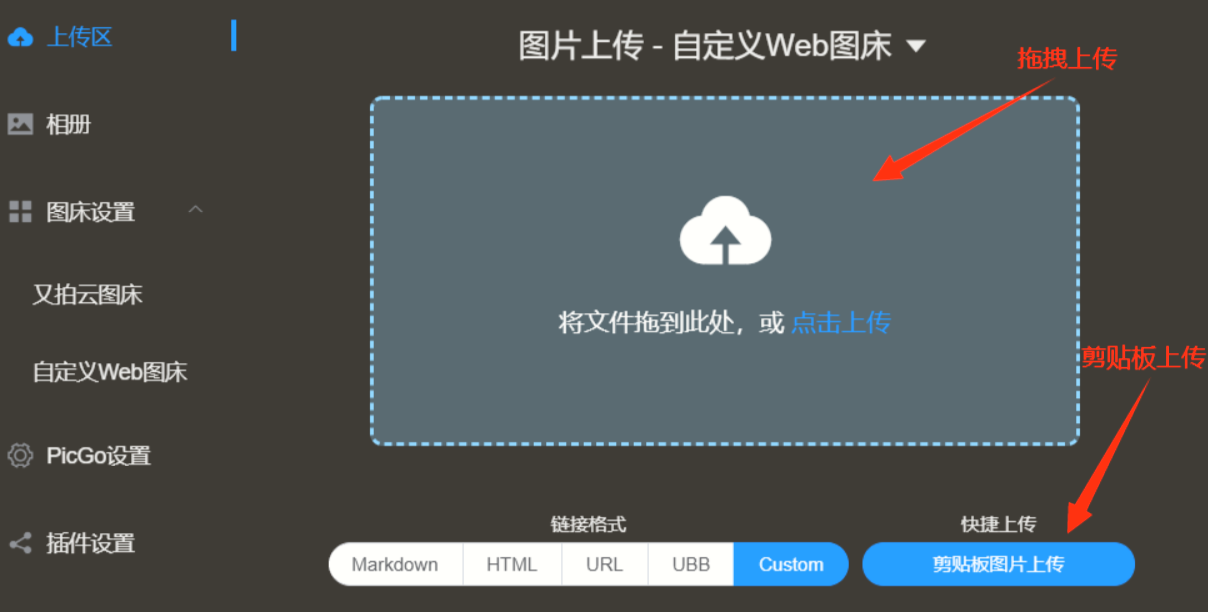 上传区
相册
图床设置
又拍云图床
自定义Web图床
PicGo设置
插件设置
图片上传 - 自定义Web图床
拖拽上传
将文件拖到此处，或 点击上传
剪贴板上传
链接格式
Markdown HTML URL UBB Custom
快捷上传
剪贴板图片上传